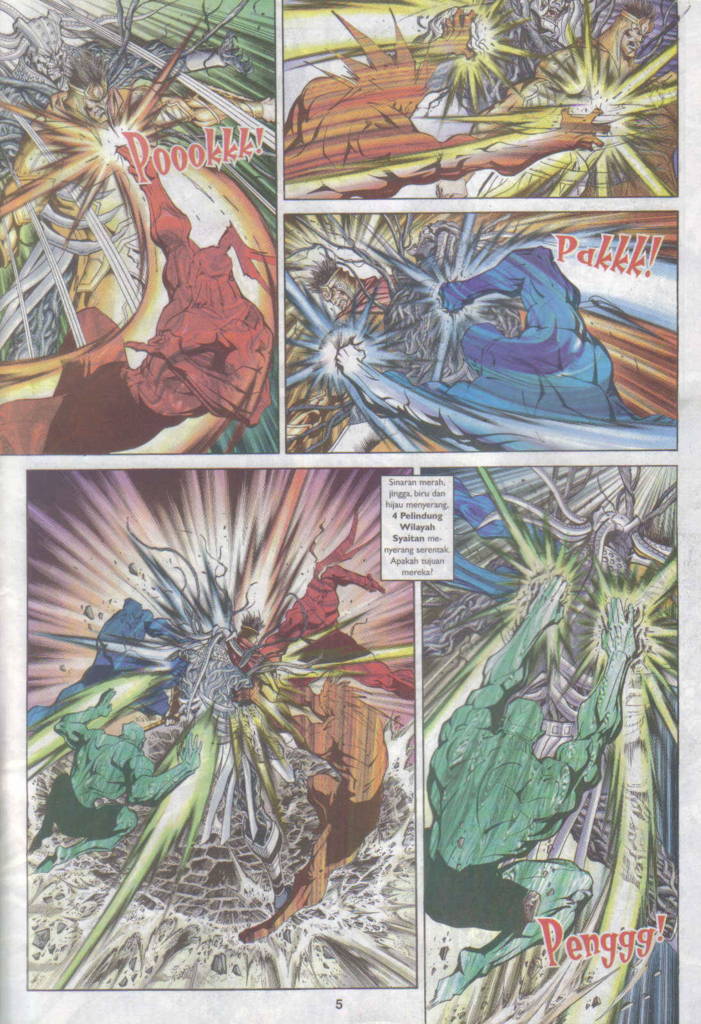 Poookkk!
Pakkk!
Sinaran merah,
jingga, biru dan
hijau menyerang.
4 Pelindung
Wilayah
Syaitan me-
nyerang serentak.
Apakah tujuan
mereka?
Penggg!
5